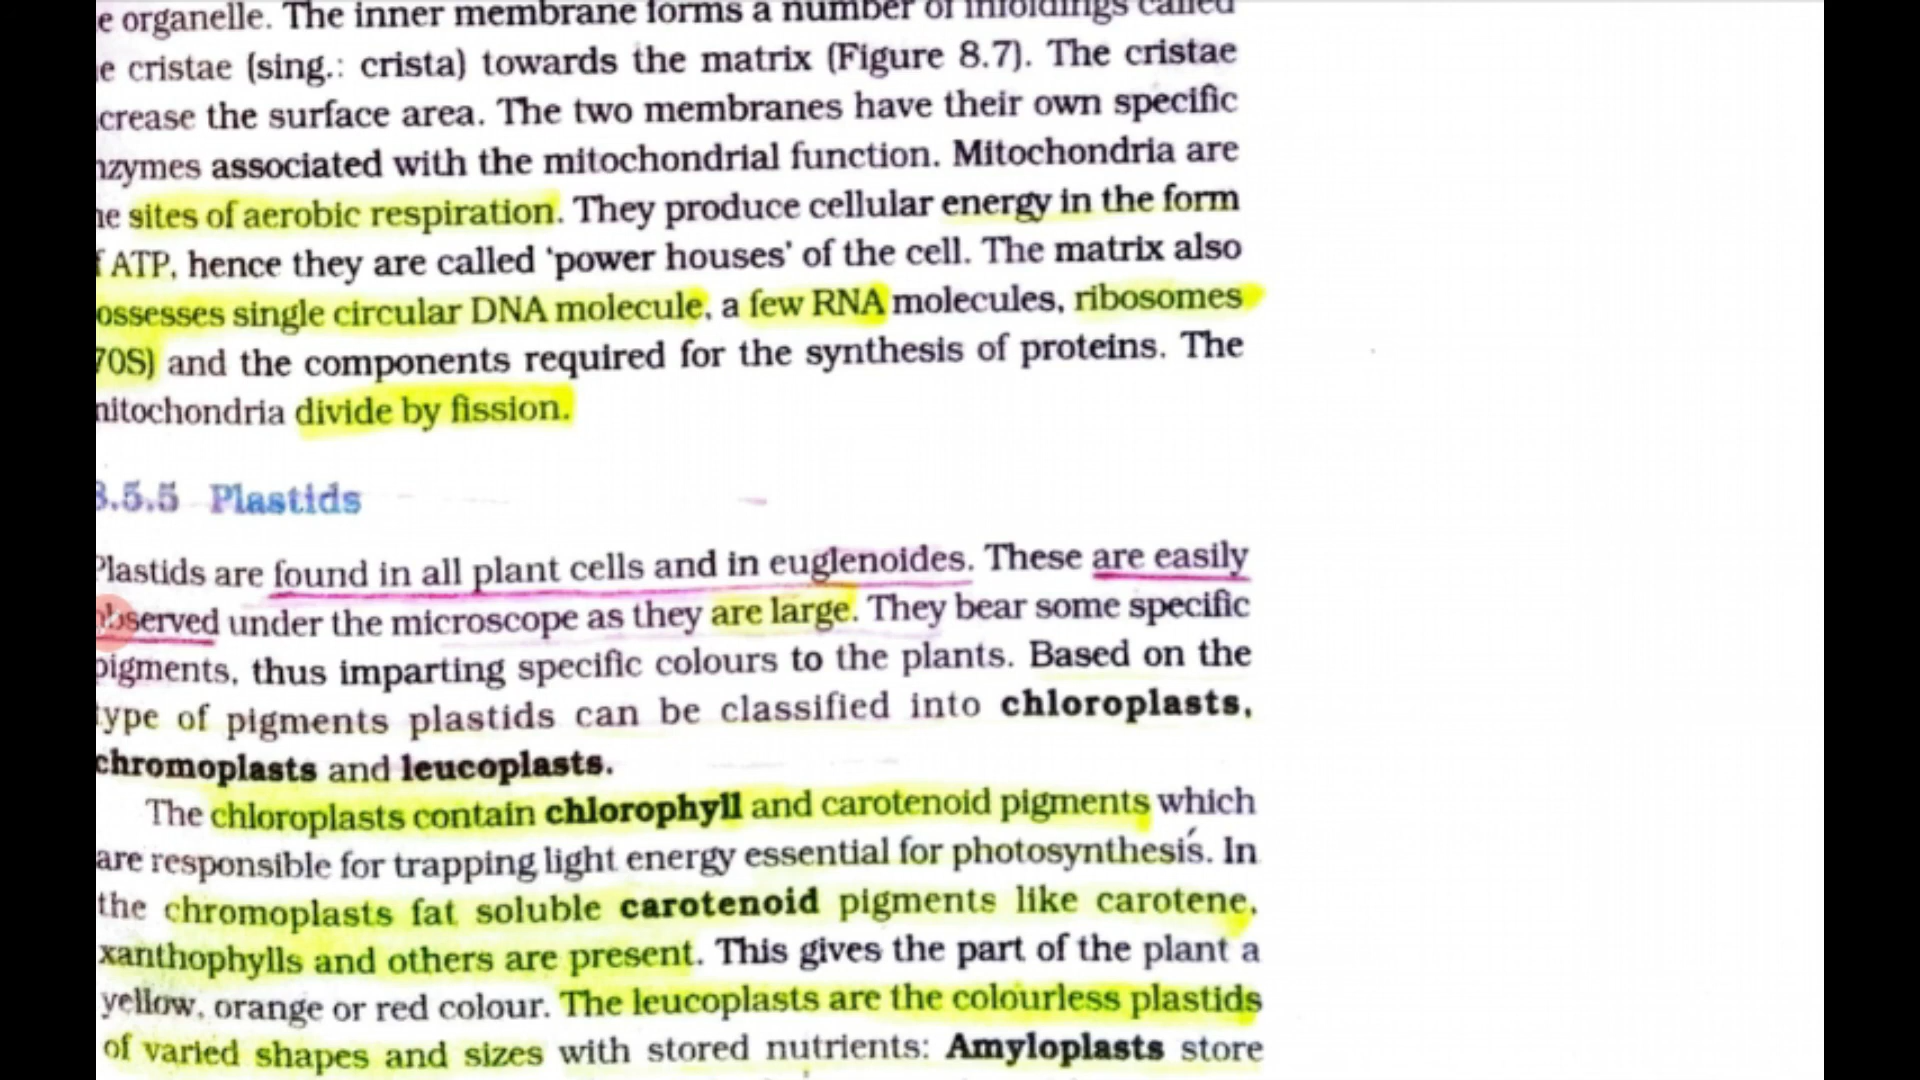 e organelle. The inner membrane forms a number of infoldings called
e cristae (sing.: crista) towards the matrix (Figure 8.7). The cristae
crease the surface area. The two membranes have their own specific
nzymes associated with the mitochondrial function. Mitochondria are
he sites of aerobic respiration. They produce cellular energy in the form
f ATP, hence they are called 'power houses' of the cell. The matrix also
ossesses single circular DNA molecule, a few RNA molecules, ribosomes
70S) and the components required for the synthesis of proteins. The
mitochondria divide by fission.
8.5.5 Plastids
Plastids are found in all plant cells and in euglenoides. These are easily
observed under the microscope as they are large. They bear some specific
pigments, thus imparting specific colours to the plants. Based on the
type of pigments plastids can be classified into chloroplasts,
chromoplasts and leucoplasts.
The chloroplasts contain chlorophyll and carotenoid pigments which
are responsible for trapping light energy essential for photosynthesis. In
the chromoplasts fat soluble carotenoid pigments like carotene,
xanthophylls and others are present. This gives the part of the plant a
yellow, orange or red colour. The leucoplasts are the colourless plastids
of varied shapes and sizes with stored nutrients: Amyloplasts store